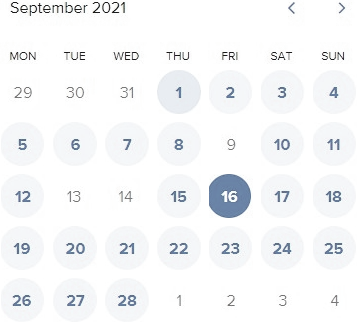 September 2021
MON TUE WED THU FRI SAT SUN
29 30 31 1 2 3 4
5 6 7 8 9 10 11
12 13 14 15 16 17 18
19 20 21 22 23 24 25
26 27 28 1 2 3 4